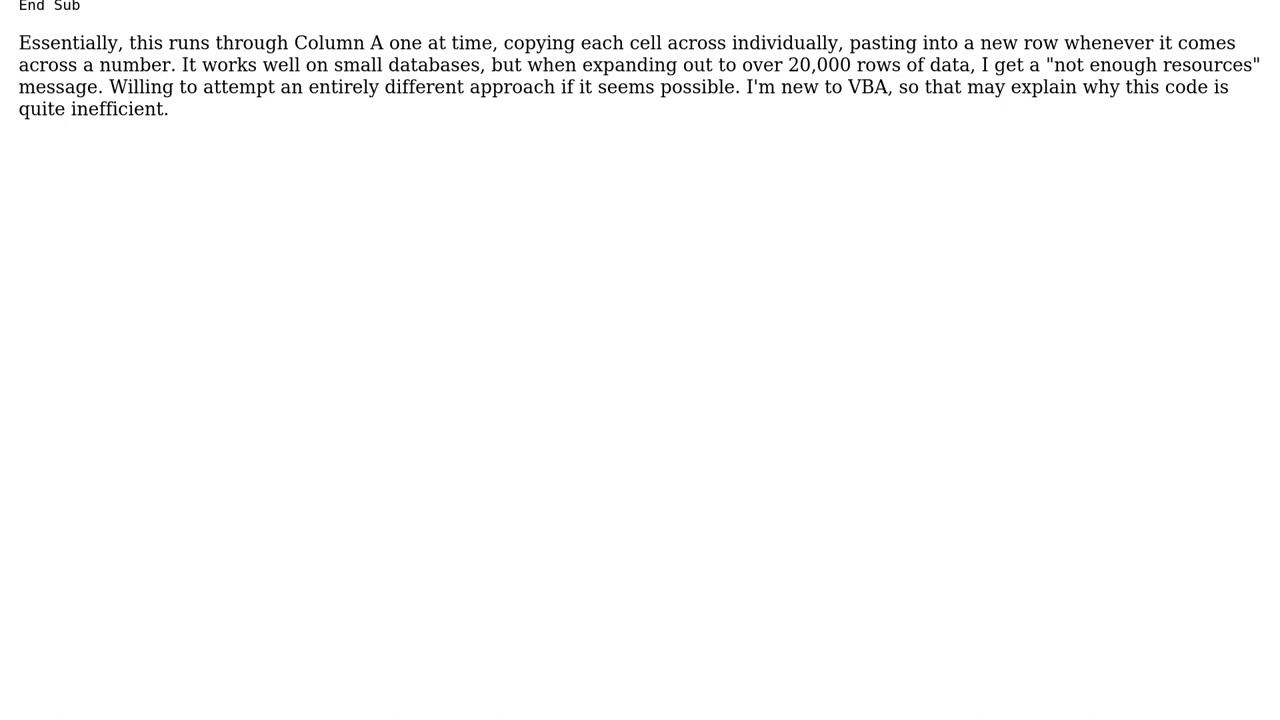 End Sub
Essentially, this runs through Column A one at time, copying each cell across individually, pasting into a new row whenever it comes
across a number. It works well on small databases, but when expanding out to over 20,000 rows of data, I get a "not enough resources"
message. Willing to attempt an entirely different approach if it seems possible. I'm new to VBA, so that may explain why this code is
quite inefficient.